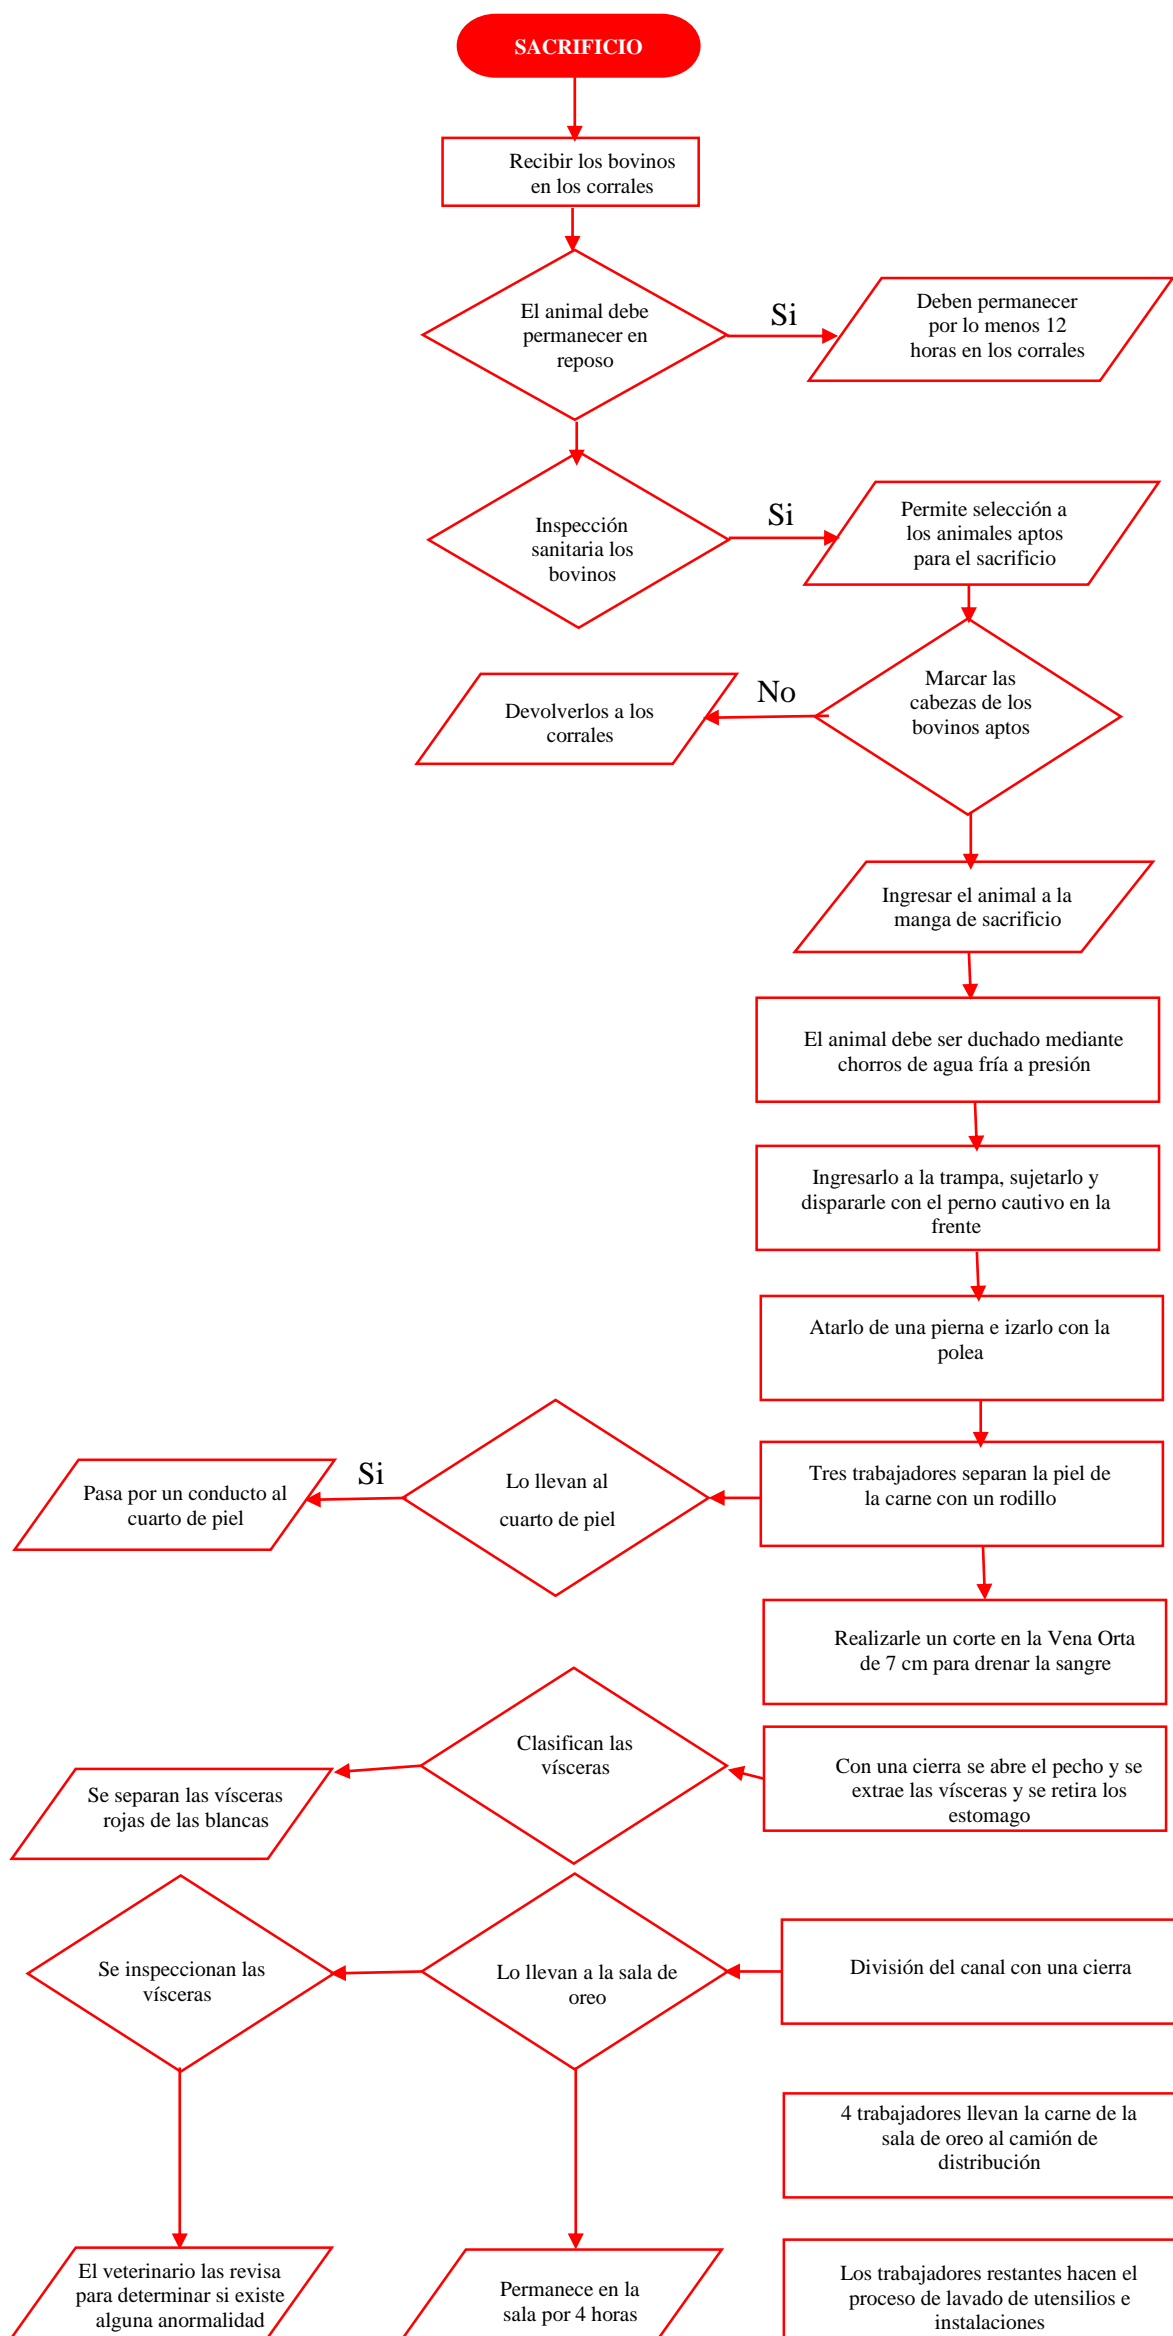 SACRIFICIO
Recibir los bovinos
en los corrales
El animal debe
permanecer en
reposo
Si
Deben permanecer
por lo menos 12
horas en los corrales
Inspección
sanitaria los
bovinos
Si
Permite selección a
los animales aptos
para el sacrificio
Marcar las
cabezas de los
bovinos aptos
No
Devolverlos a los
corrales
Ingresar el animal a la
manga de sacrificio
El animal debe ser duchado mediante
chorros de agua fría a presión
Ingresarlo a la trampa, sujetarlo y
dispararle con el perno cautivo en la
frente
Atarlo de una pierna e izarlo con la
polea
Tres trabajadores separan la piel de
la carne con un rodillo
Lo llevan al
cuarto de piel
Si
Pasa por un conducto al
cuarto de piel
Realizarle un corte en la Vena Orta
de 7 cm para drenar la sangre
Con una cierra se abre el pecho y se
extrae las vísceras y se retira los
estomago
Clasifican las
vísceras
Se separan las vísceras
rojas de las blancas
División del canal con una cierra
Lo llevan a la sala de
oreo
Se inspeccionan las
vísceras
4 trabajadores llevan la carne de la
sala de oreo al camión de
distribución
El veterinario las revisa
para determinar si existe
alguna anormalidad
Permanece en la
sala por 4 horas
Los trabajadores restantes hacen el
proceso de lavado de utensilios e
instalaciones